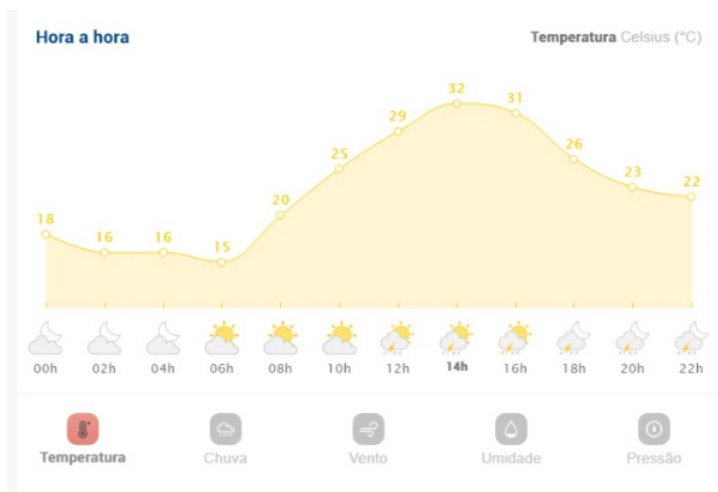 Hora a hora
Temperatura Celsius (°C)
18 16 16 15 20 25 29 32 31 26 23 22
00h 02h 04h 06h 08h 10h 12h 14h 16h 18h 20h 22h
Temperatura Chuva Vento Umidade Pressão